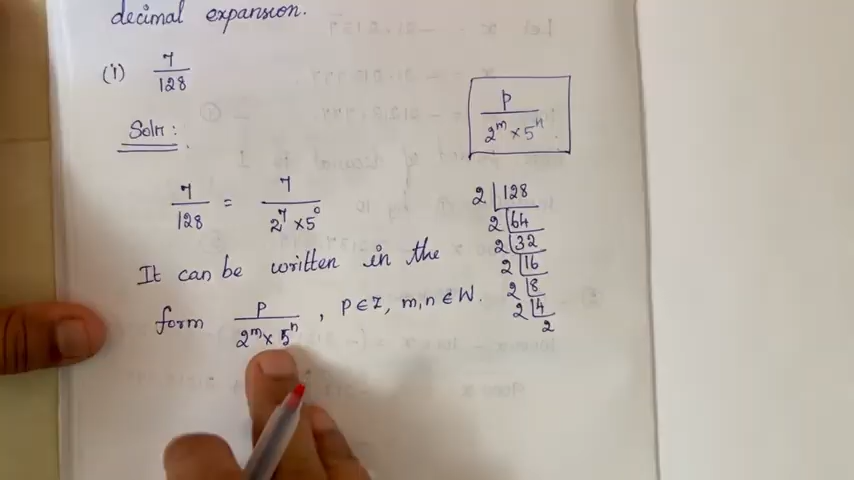 decimal expansion.
(i) 7/128
Soln:
p/2^m × 5^n
7/128 = 7/2^7 × 5^0
2 | 128
2 | 64
2 | 32
2 | 16
2 | 8
2 | 4
2
It can be written in the
form p/2^m × 5^n , p ∈ Z, m, n ∈ W.